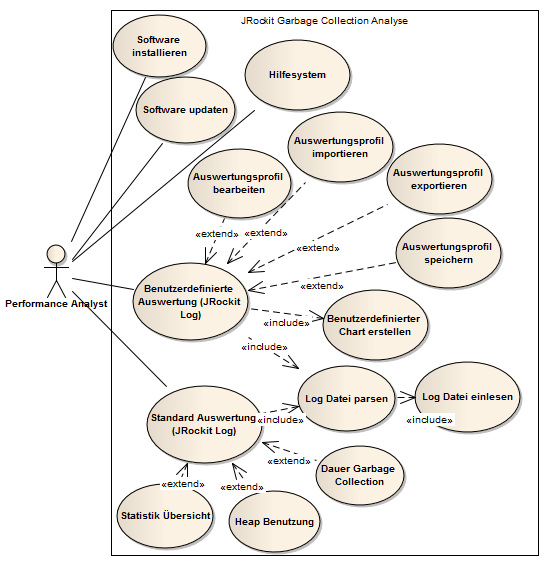 JRockit Garbage Collection Analyse
Software
installieren
Hilfesystem
Software updaten
Auswertungsprofil
importieren
Auswertungsprofil
bearbeiten
Auswertungsprofil
exportieren
«extend»
«extend»
«extend»
Auswertungsprofil
speichern
«extend»
Performance Analyst
Benutzerdefinierte
Auswertung (JRockit
Log)
«include»
Benutzerdefinierter
Chart erstellen
«include»
Log Datei parsen
Log Datei einlesen
«include»
«include»
Standard Auswertung
(JRockit Log)
«extend»
Dauer Garbage
Collection
«extend»
«extend»
Statistik Übersicht
Heap Benutzung